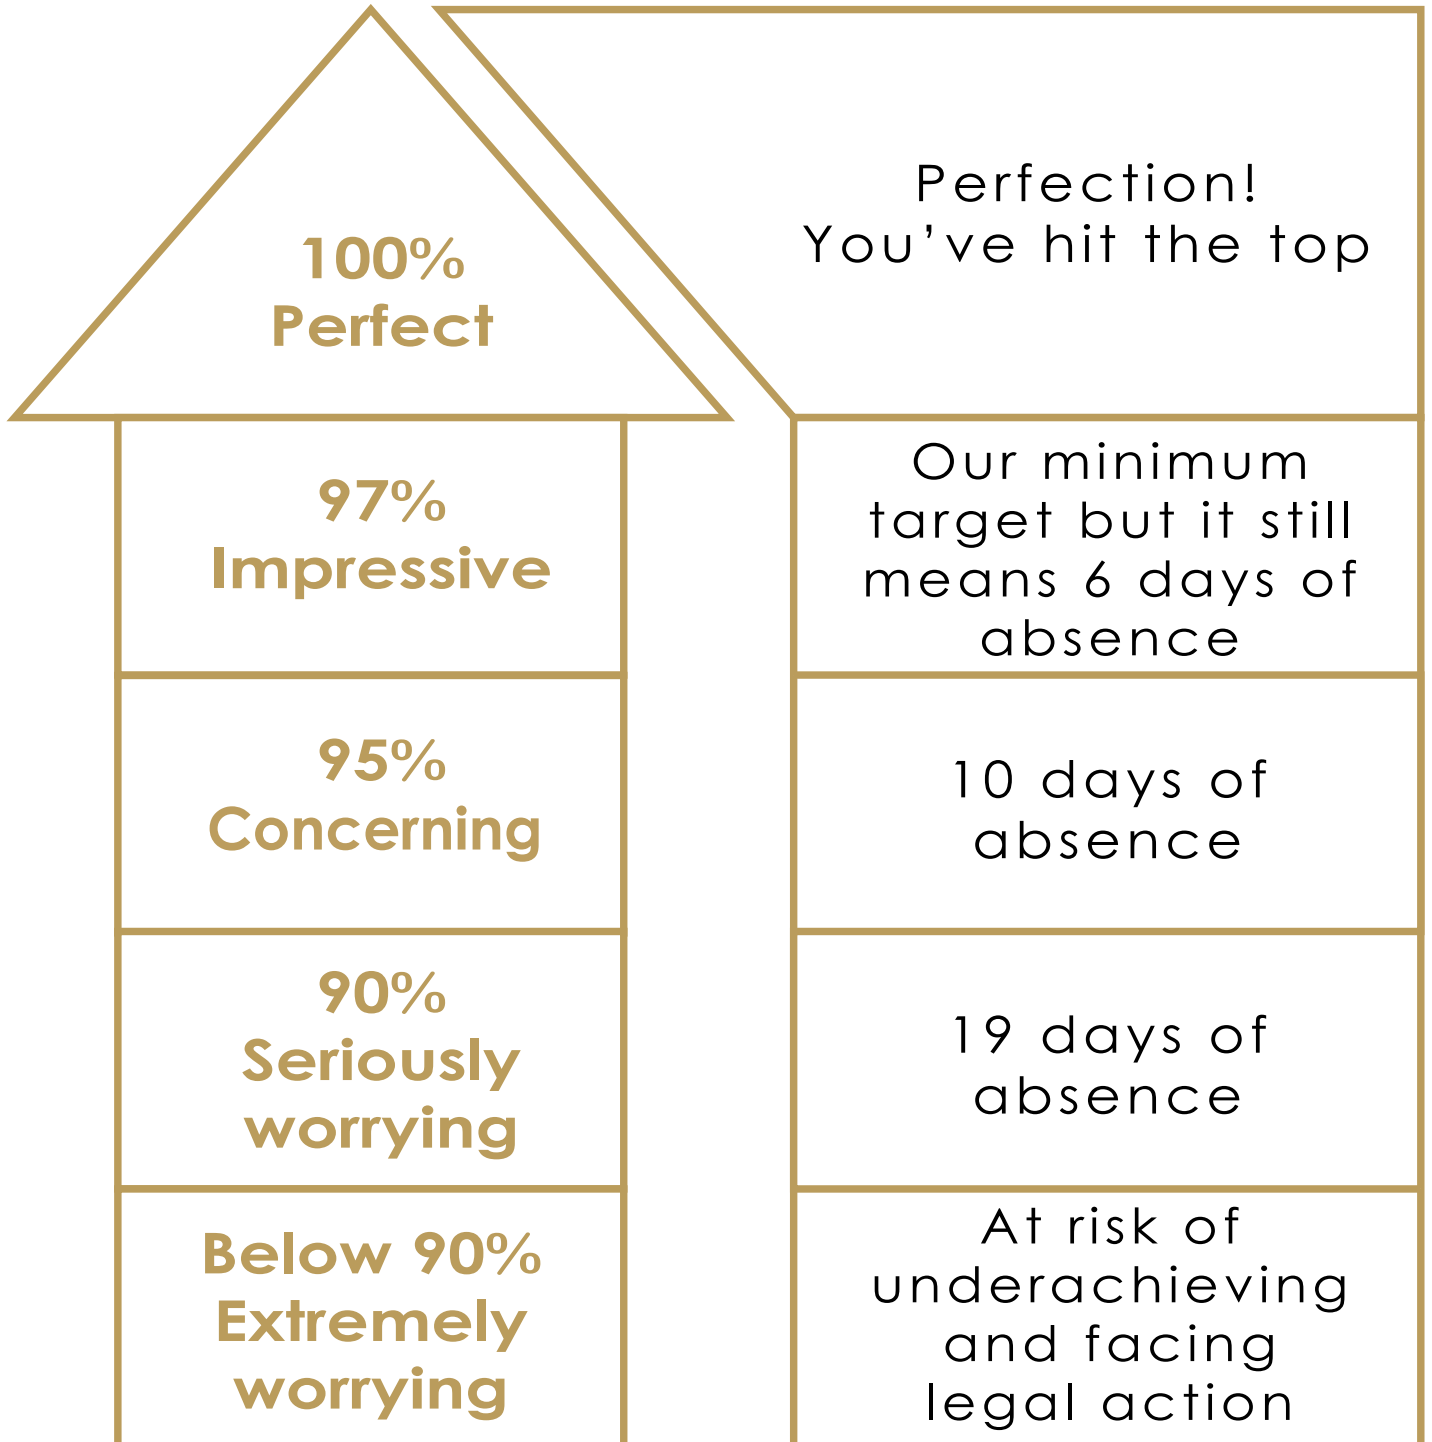 100%
Perfect
Perfection!
You’ve hit the top
97%
Impressive
Our minimum
target but it still
means 6 days of
absence
95%
Concerning
10 days of
absence
90%
Seriously
worrying
19 days of
absence
Below 90%
Extremely
worrying
At risk of
underachieving
and facing
legal action